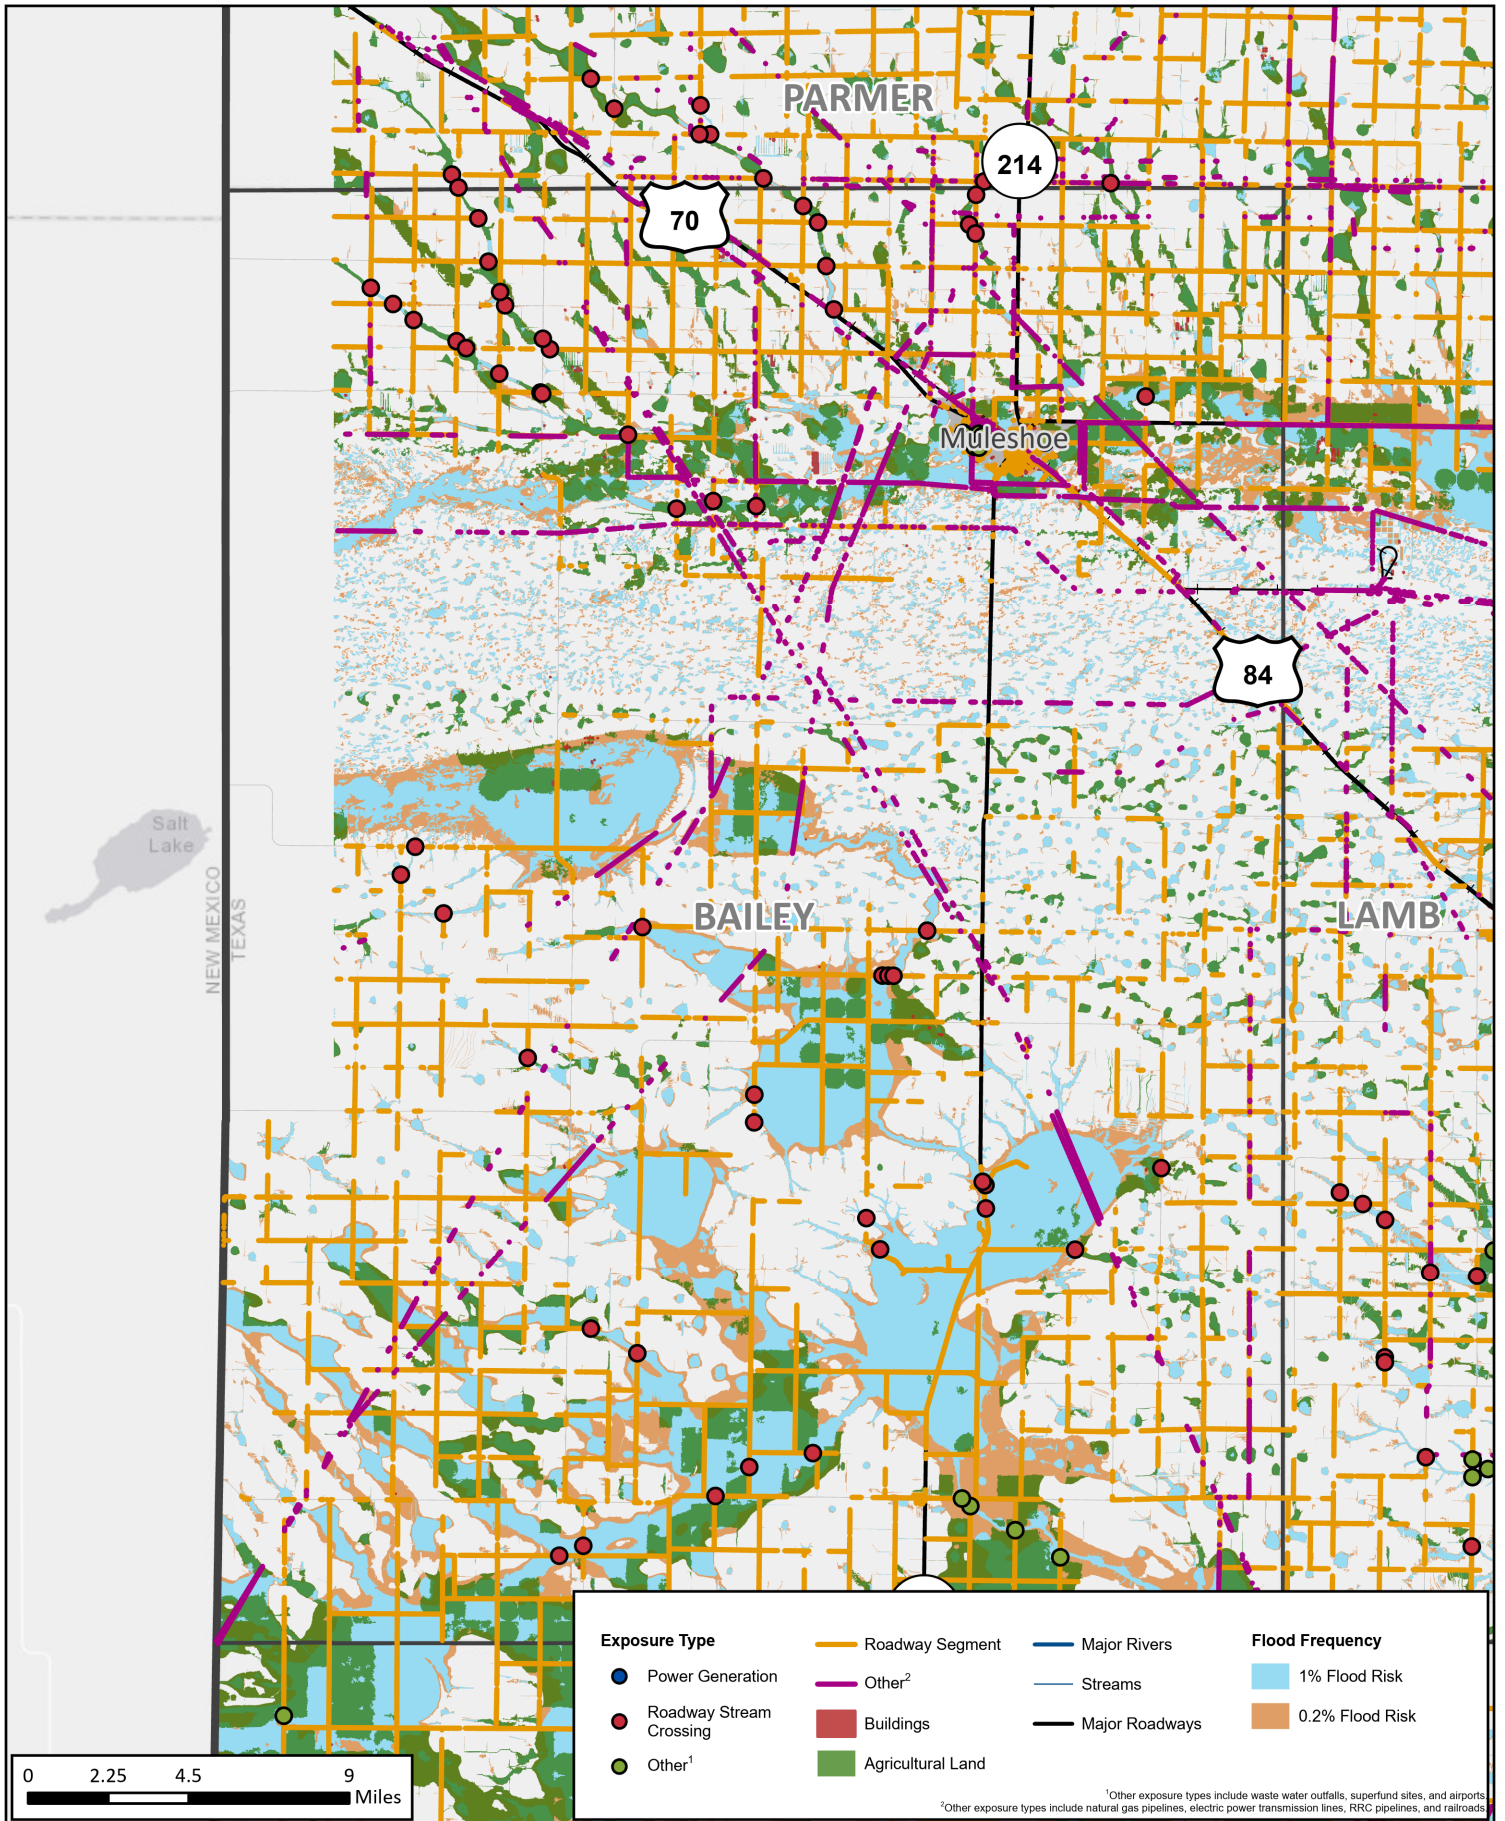 PARMER
214
70
Muleshoe
84
Salt
Lake
NEW MEXICO
TEXAS
BAILEY
LAMB
Exposure Type
Power Generation
Roadway Stream
Crossing
Other1
Roadway Segment
Other2
Buildings
Agricultural Land
Major Rivers
Streams
Major Roadways
Flood Frequency
1% Flood Risk
0.2% Flood Risk
1Other exposure types include waste water outfalls, superfund sites, and airports.
2Other exposure types include natural gas pipelines, electric power transmission lines, RRC pipelines, and railroads.
0 2.25 4.5 9
Miles